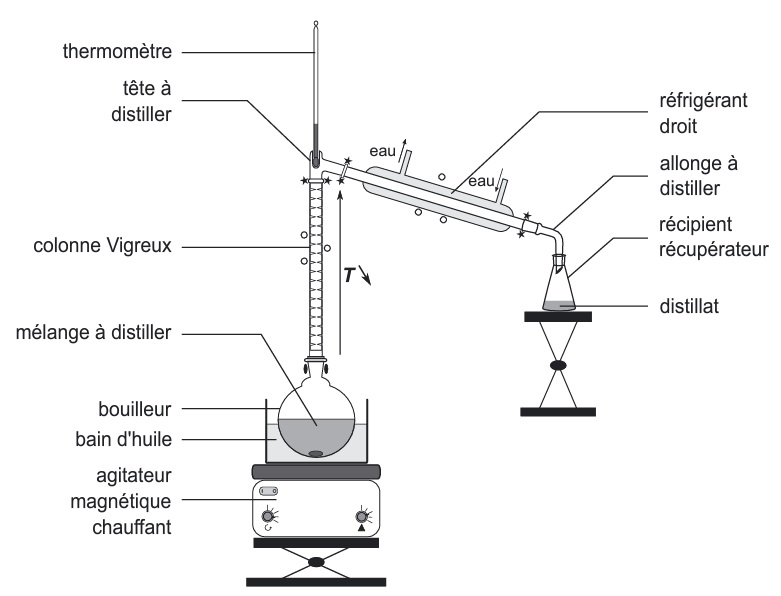 thermomètre
tête à
distiller
réfrigérant
droit
eau
eau
allonge à
distiller
récipient
récupérateur
colonne Vigreux
T
distillat
mélange à distiller
bouilleur
bain d'huile
agitateur
magnétique
chauffant